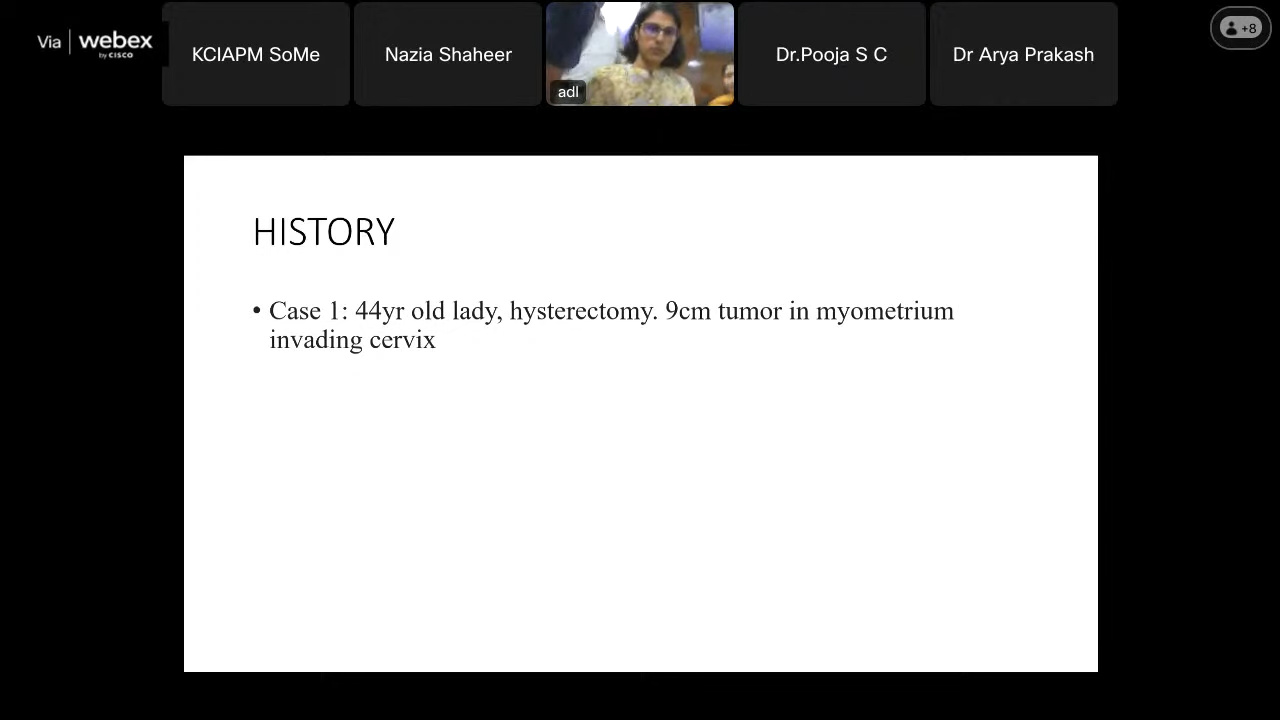 Via webex
by CISCO
KCIAPM SoMe
Nazia Shaheer
adl
Dr.Pooja S C
Dr Arya Prakash
+8
HISTORY
• Case 1: 44yr old lady, hysterectomy. 9cm tumor in myometrium
invading cervix